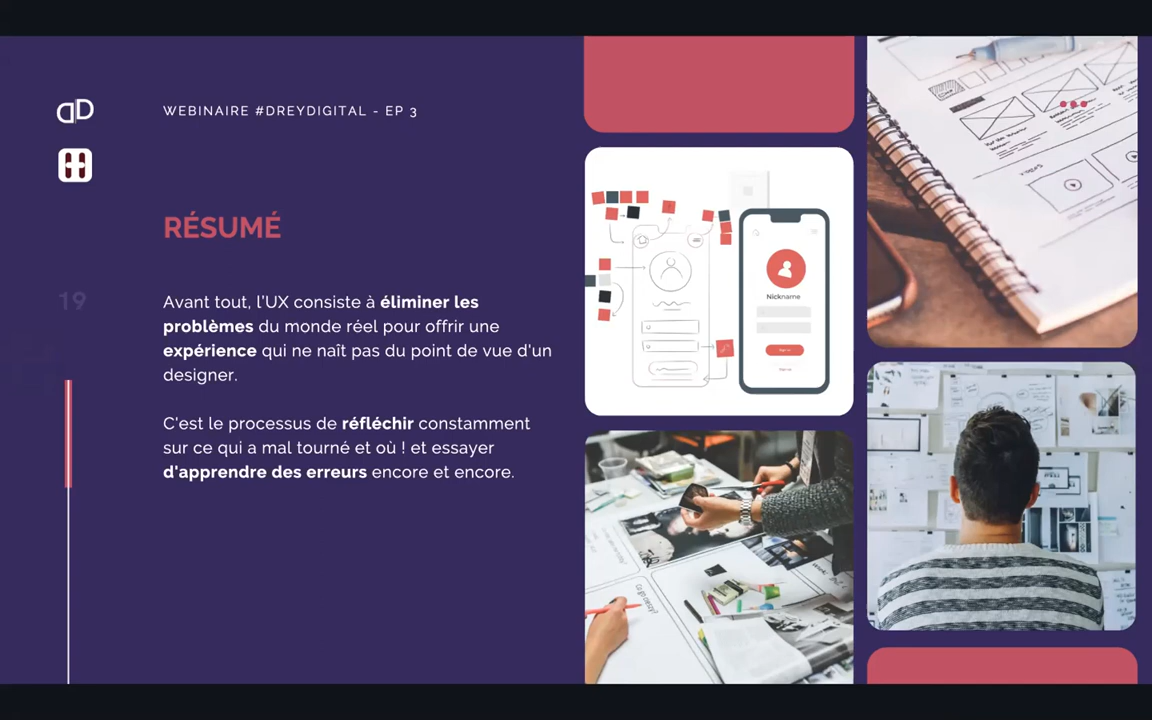 WEBINAIRE #DREYDIGITAL - EP 3
RÉSUMÉ
19
Avant tout, l'UX consiste à éliminer les
problèmes du monde réel pour offrir une
expérience qui ne naît pas du point de vue d'un
designer.
C'est le processus de réfléchir constamment
sur ce qui a mal tourné et où ! et essayer
d'apprendre des erreurs encore et encore.
Nickname